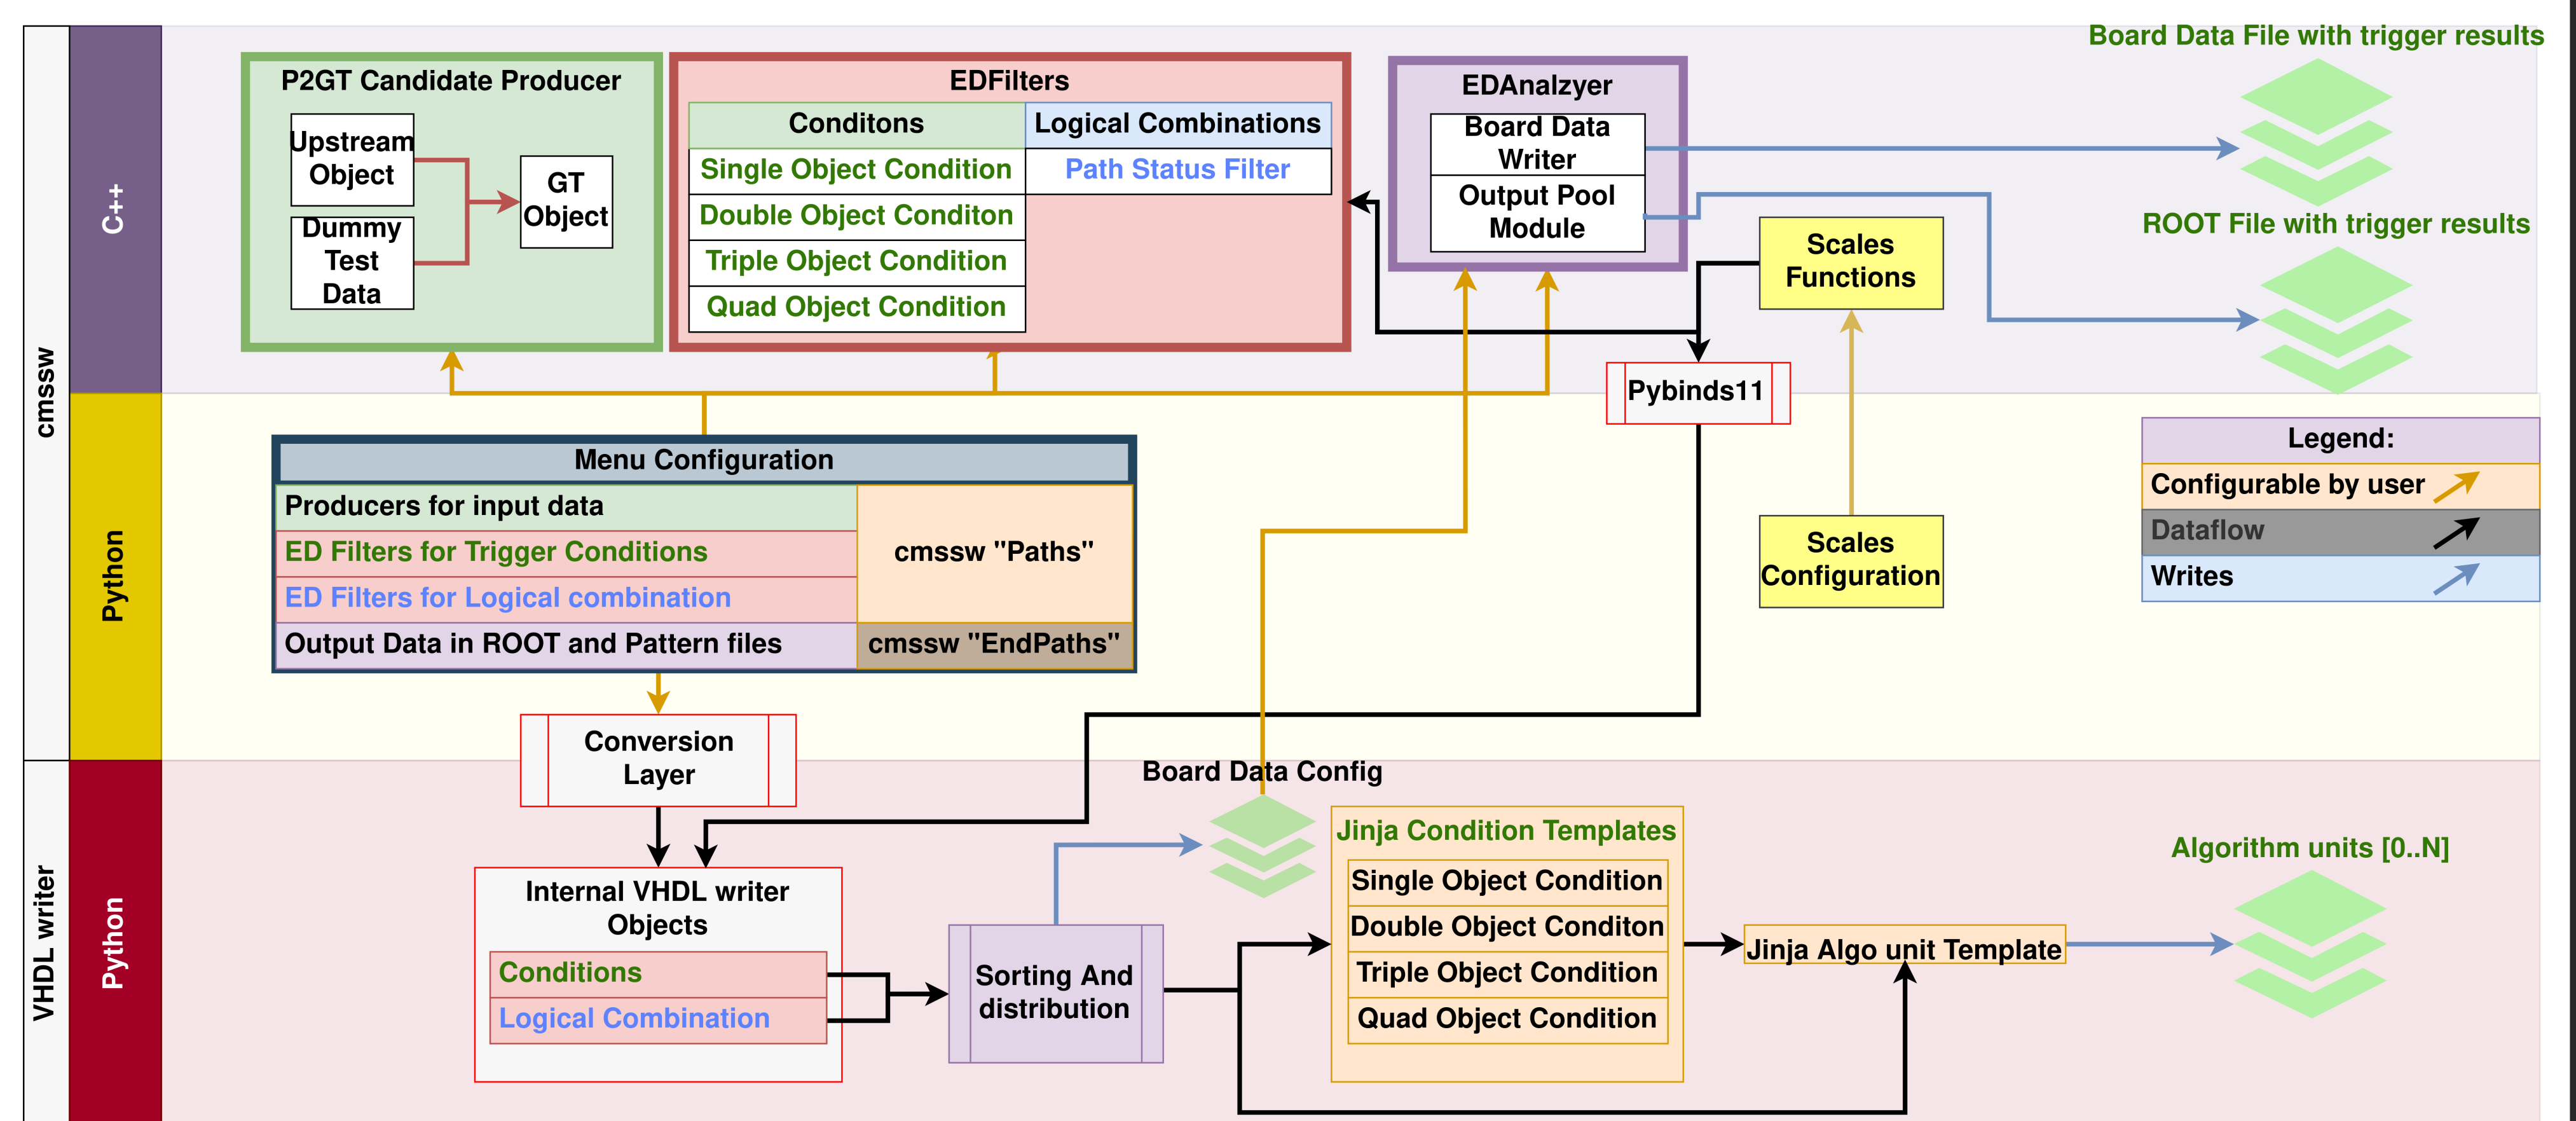 cmssw
VHDL writer
C++
Python
Python
P2GT Candidate Producer
Upstream
Object
Dummy
Test
Data
GT
Object
EDFilters
Conditons
Logical Combinations
Single Object Condition
Path Status Filter
Double Object Conditon
Triple Object Condition
Quad Object Condition
EDAnalzyer
Board Data
Writer
Output Pool
Module
Board Data File with trigger results
ROOT File with trigger results
Scales
Functions
Pybinds11
Menu Configuration
Producers for input data
ED Filters for Trigger Conditions
ED Filters for Logical combination
Output Data in ROOT and Pattern files
cmssw "Paths"
cmssw "EndPaths"
Scales
Configuration
Legend:
Configurable by user
Dataflow
Writes
Conversion
Layer
Board Data Config
Internal VHDL writer
Objects
Conditions
Logical Combination
Sorting And
distribution
Jinja Condition Templates
Single Object Condition
Double Object Conditon
Triple Object Condition
Quad Object Condition
Jinja Algo unit Template
Algorithm units [0..N]